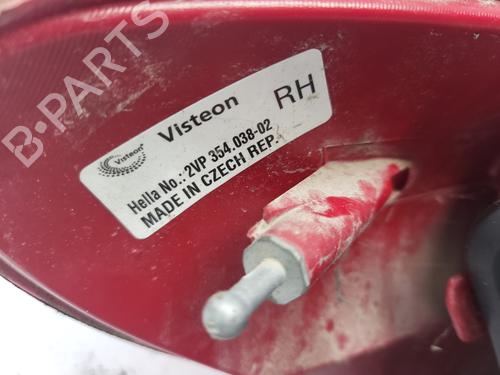 B-PARTS
Visteon
RH
Visteon
Hella No.: 2VP 354.038-02
MADE IN CZECH REP.